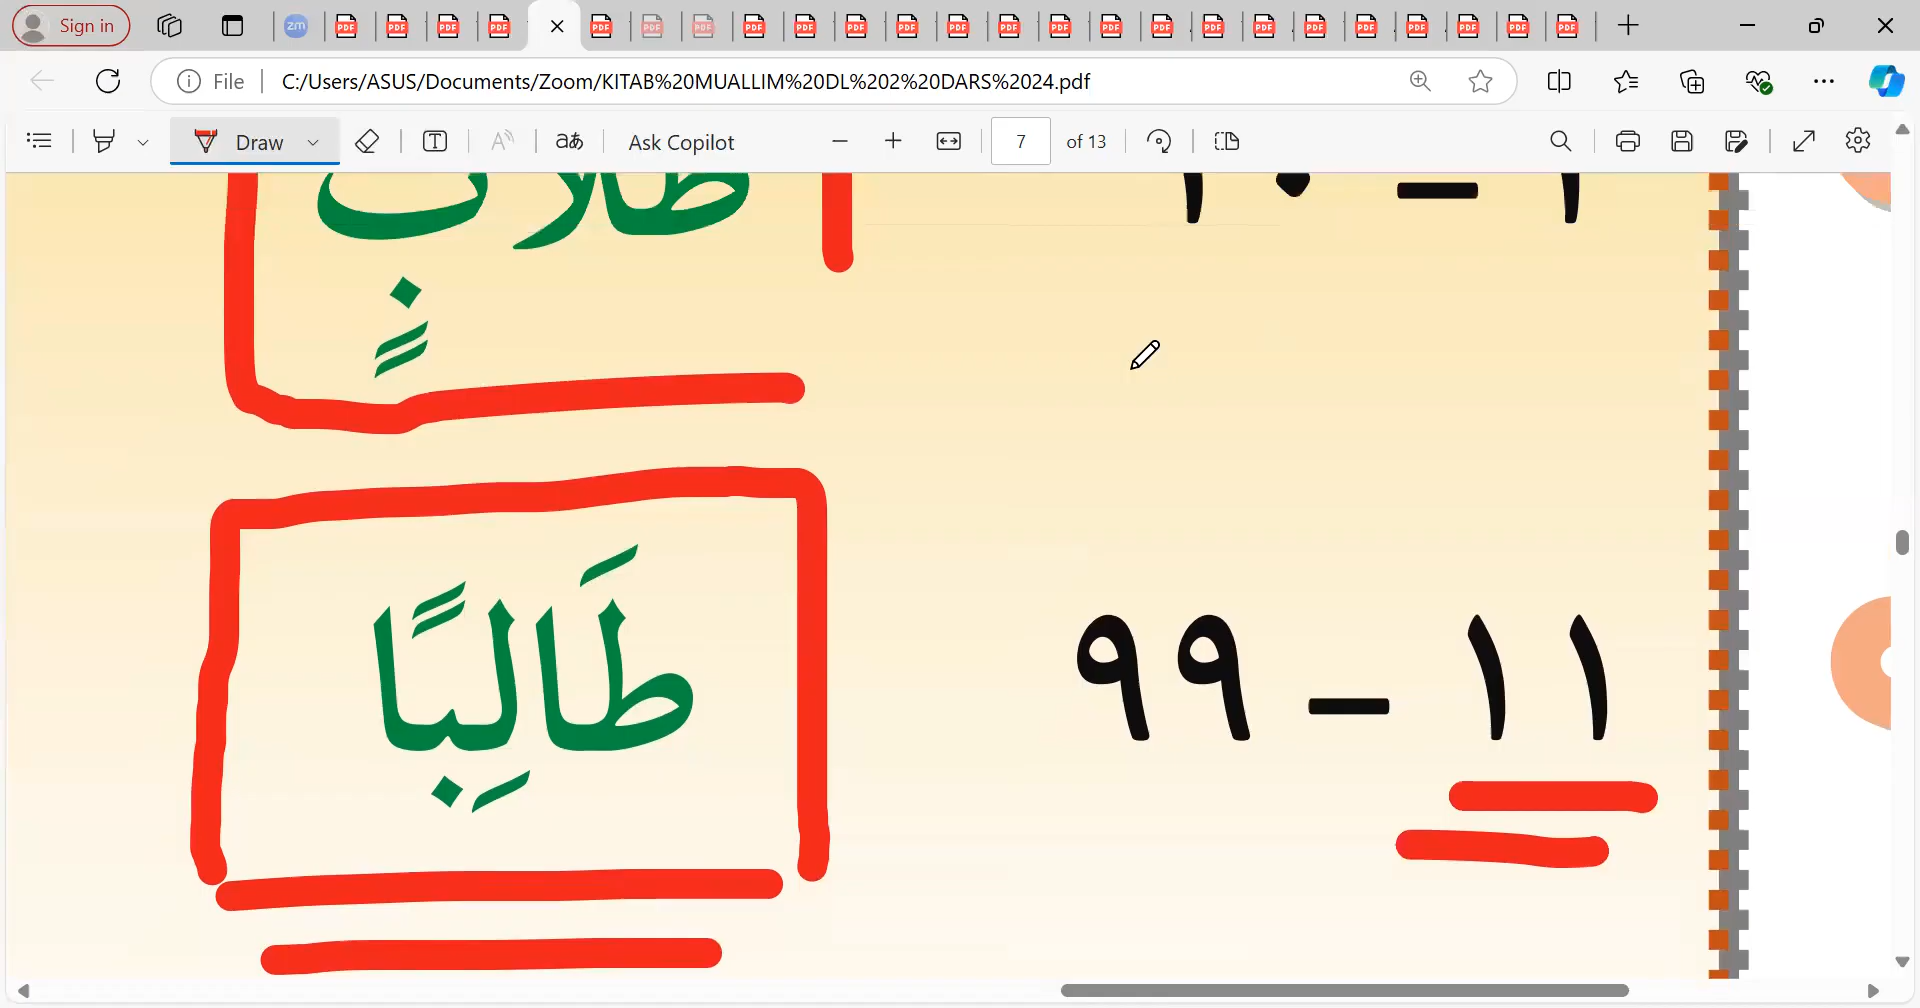 Sign in
File C:/Users/ASUS/Documents/Zoom/KITAB%20MUALLIM%20DL%202%20DARS%2024.pdf
Draw Ask Copilot 7 of 13
١١ – ٩٩ طَالِبًا